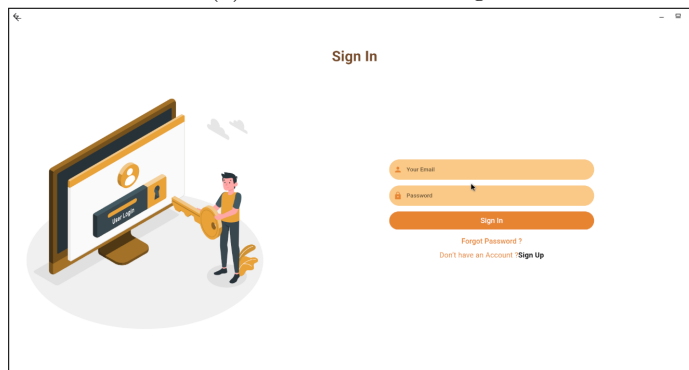 Sign In
User Login
Your Email
Password
Sign In
Forgot Password ?
Don't have an Account ?Sign Up